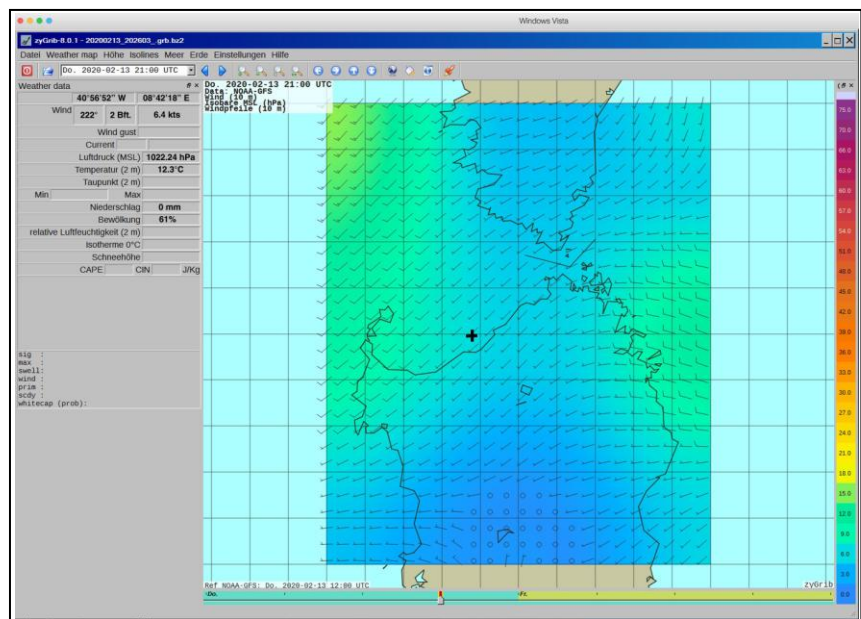 Windows Vista
zyGrib-8.0.1 - 20200213_202603_.grb.bz2
Datei Weather map Höhe Isolines Meer Erde Einstellungen Hilfe
Do. 2020-02-13 21:00 UTC
Weather data
40°56'52'' W 08°42'18'' E
Wind 222° 2 Bft. 6.4 kts
Wind gust
Current
Luftdruck (MSL) 1022.24 hPa
Temperatur (2 m) 12.3°C
Taupunkt (2 m)
Min Max
Niederschlag 0 mm
Bewölkung 61%
relative Luftfeuchtigkeit (2 m)
Isotherme 0°C
Schneehöhe
CAPE CIN J/Kg
sig :
max :
swell:
wind :
prim :
scdy :
whitecap (prob):
Do. 2020-02-13 21:00 UTC
Data: NOAA-GFS
Wind (10 m)
Isobare MSL (hPa)
Windpfeile (10 m)
75.0
70.0
66.0
63.0
60.0
57.0
54.0
51.0
48.0
45.0
42.0
39.0
36.0
33.0
30.0
27.0
24.0
21.0
18.0
15.0
12.0
9.0
6.0
3.0
0.0
Ref NOAA-GFS: Do. 2020-02-13 12:00 UTC
zyGrib
Do.
Fr.